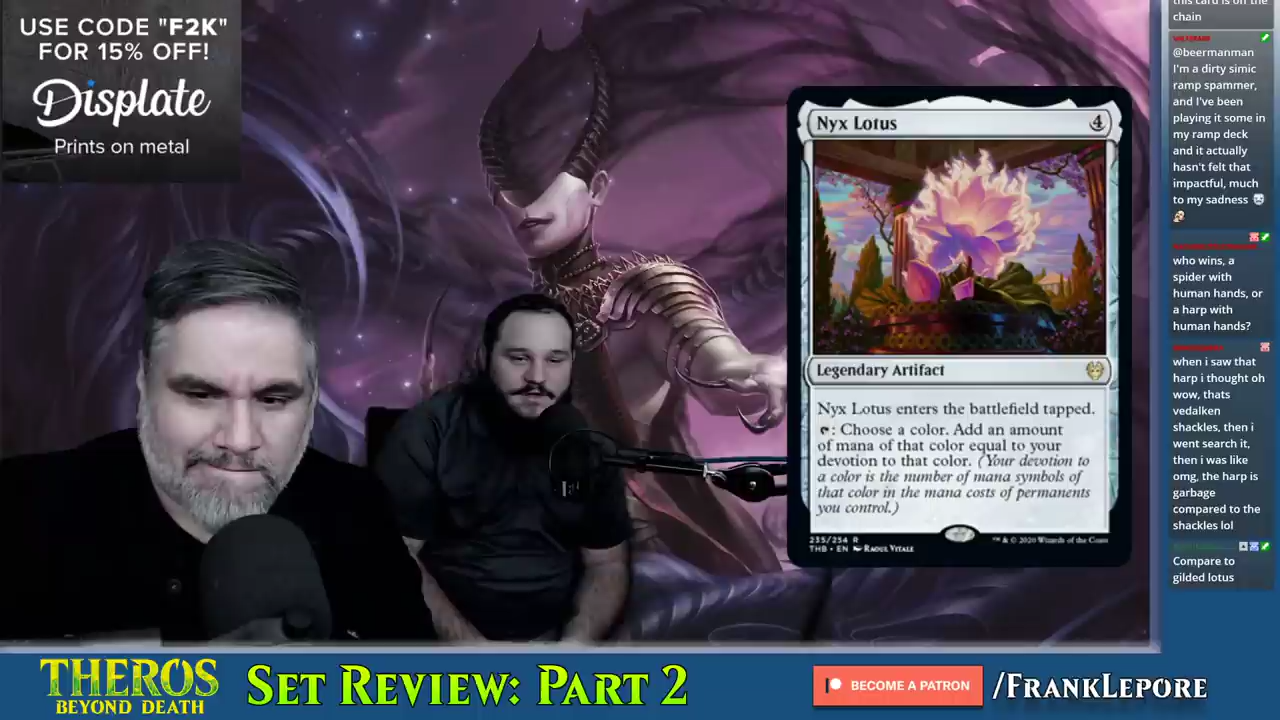 USE CODE "F2K"
FOR 15% OFF!
Displate
Prints on metal
Nyx Lotus 4
Legendary Artifact
Nyx Lotus enters the battlefield tapped.
: Choose a color. Add an amount
of mana of that color equal to your
devotion to that color. (Your devotion to
a color is the number of mana symbols of
that color in the mana costs of permanents
you control.)
235/254 R
THB • EN RAOUL VITALE
™ & © 2020 Wizards of the Coast
this card is off the
chain
@beermanman
I'm a dirty simic
ramp spammer,
and I've been
playing it some in
my ramp deck
and it actually
hasn't felt that
impactful, much
to my sadness
who wins, a
spider with
human hands, or
a harp with
human hands?
when i saw that
harp i thought oh
wow, thats
vedalken
shackles, then i
went search it,
then i was like
omg, the harp is
garbage
compared to the
shackles lol
Compare to
gilded lotus
THEROS
BEYOND DEATH
SET REVIEW: PART 2
BECOME A PATRON
/FRANKLEPORE